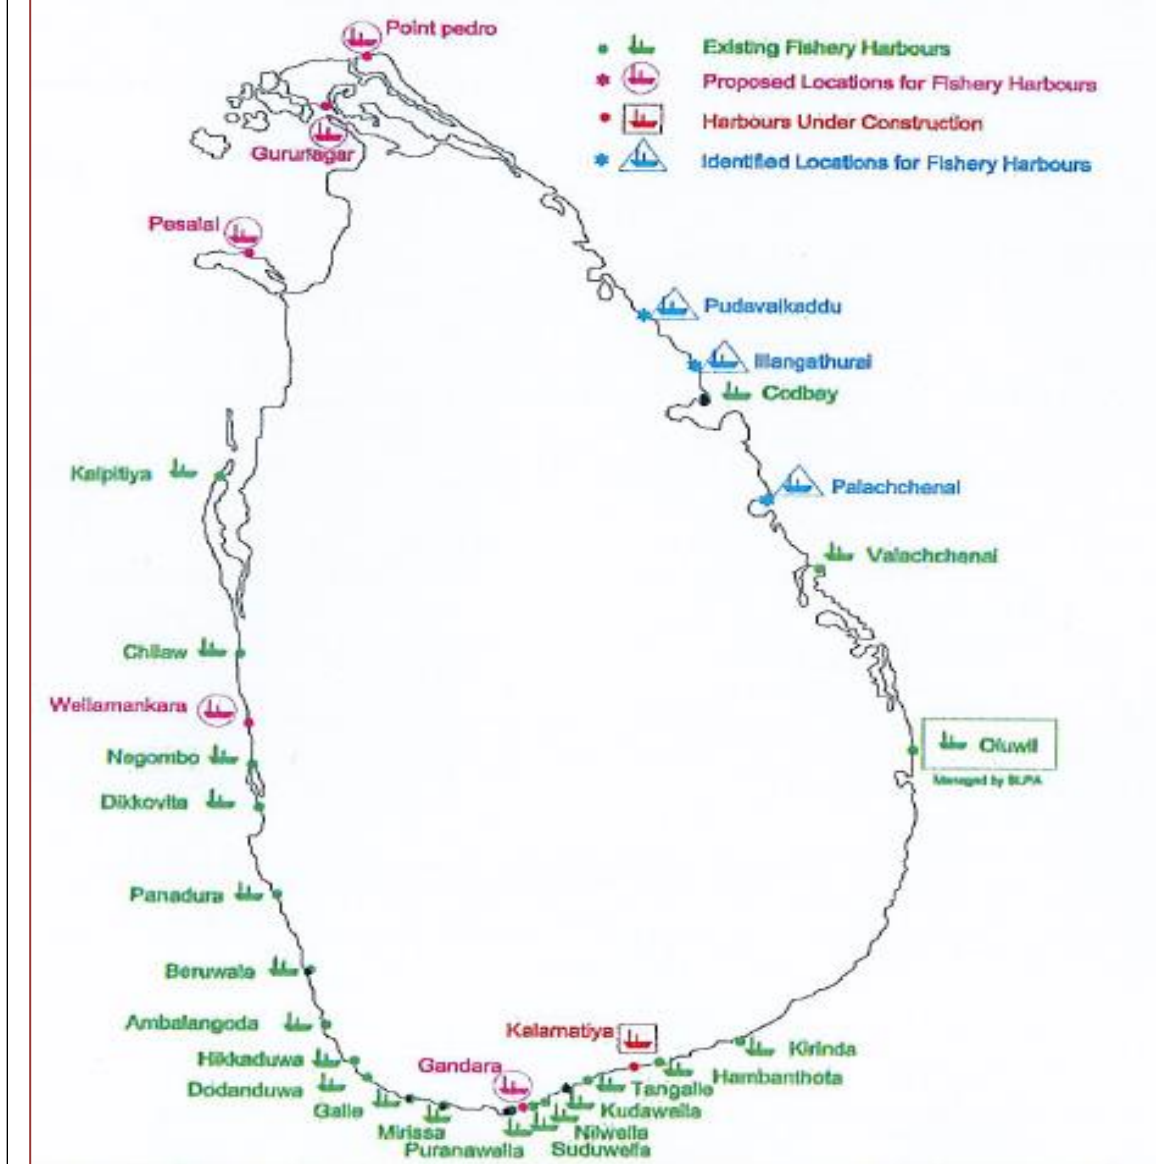 Point pedro
Existing Fishery Harbours
Proposed Locations for Fishery Harbours
Harbours Under Construction
Identified Locations for Fishery Harbours
Gurunagar
Pesalai
Pudavaikaddu
Illangathurai
Codbay
Kalpitiya
Palachchenai
Valachchenai
Chilaw
Wellamankara
Negombo
Oluwil
Managed by SLPA
Dikkovita
Panadura
Beruwala
Ambalangoda
Kalamatiya
Kirinda
Hikkaduwa
Gandara
Hambanthota
Dodanduwa
Tangalle
Galle
Kudawella
Mirissa
Nilwella
Puranawella
Suduwella